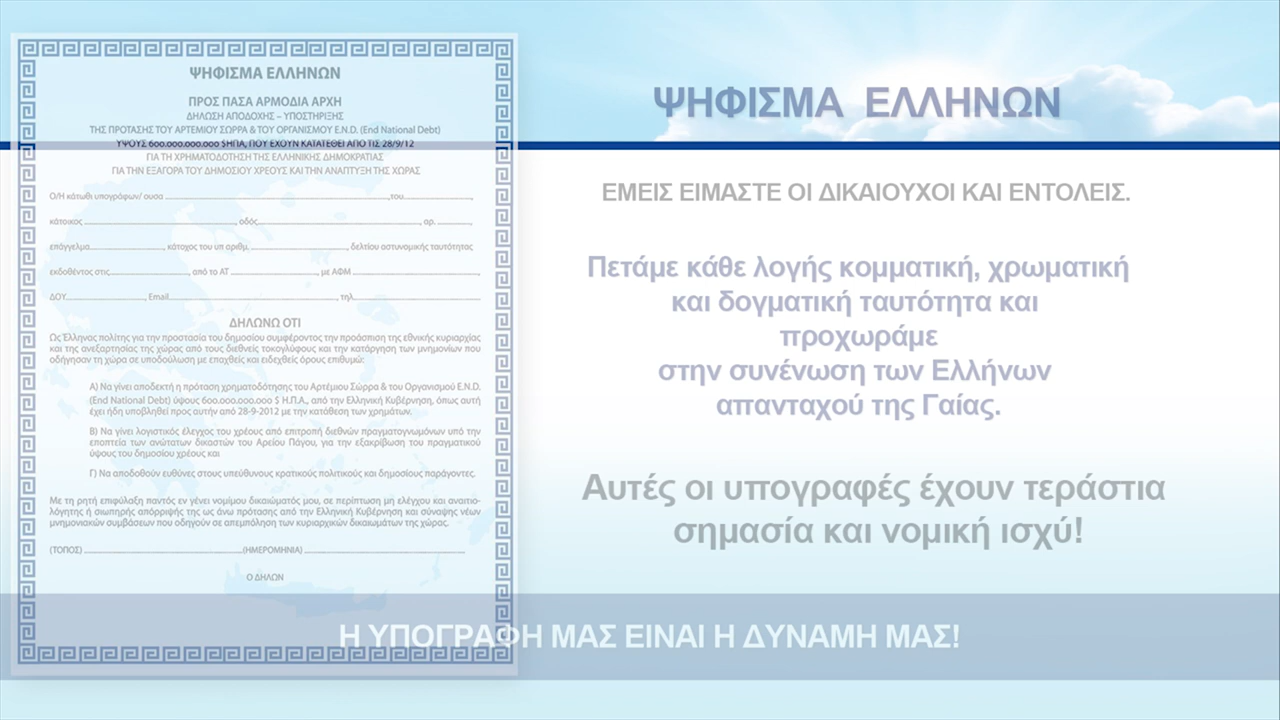 ΨΗΦΙΣΜΑ ΕΛΛΗΝΩΝ
ΠΡΟΣ ΠΑΣΑ ΑΡΜΟΔΙΑ ΑΡΧΗ
ΔΗΛΩΣΗ ΑΠΟΔΟΧΗΣ – ΥΠΟΣΤΗΡΙΞΗΣ
ΤΗΣ ΠΡΟΤΑΣΗΣ ΤΟΥ ΑΡΤΕΜΙΟΥ ΣΩΡΡΑ & ΤΟΥ ΟΡΓΑΝΙΣΜΟΥ E.N.D. (End National Debt)
ΥΨΟΥΣ 600.000.000.000 $ΗΠΑ, ΠΟΥ ΕΧΟΥΝ ΚΑΤΑΤΕΘΕΙ ΑΠΟ ΤΙΣ 28/9/12
ΓΙΑ ΤΗ ΧΡΗΜΑΤΟΔΟΤΗΣΗ ΤΗΣ ΕΛΛΗΝΙΚΗΣ ΔΗΜΟΚΡΑΤΙΑΣ
ΓΙΑ ΤΗΝ ΕΞΑΓΟΡΑ ΤΟΥ ΔΗΜΟΣΙΟΥ ΧΡΕΟΥΣ ΚΑΙ ΤΗΝ ΑΝΑΠΤΥΞΗ ΤΗΣ ΧΩΡΑΣ
Ο/Η κάτωθι υπογράφων/ ουσα ,του ,
κάτοικος , οδός , αρ. ,
επάγγελμα , κάτοχος του υπ αριθμ. , δελτίου αστυνομικής ταυτότητας
εκδοθέντος στις , από το ΑΤ , με ΑΦΜ ,
ΔΟΥ , Email , τηλ.
ΔΗΛΩΝΩ ΟΤΙ
Ως Έλληνας πολίτης για την προστασία του δημοσίου συμφέροντος την προάσπιση της εθνικής κυριαρχίας
και της ανεξαρτησίας της χώρας από τους διεθνείς τοκογλύφους και την κατάργηση των μνημονίων που
οδήγησαν τη χώρα σε υποδούλωση με επαχθείς και ειδεχθείς όρους επιθυμώ:
Α) Να γίνει αποδεκτή η πρόταση χρηματοδότησης του Αρτέμιου Σώρρα & του Οργανισμού E.N.D.
(End National Debt) ύψους 600.000.000.000 $ Η.Π.Α., από την Ελληνική Κυβέρνηση, όπως αυτή
έχει ήδη υποβληθεί προς αυτήν από 28-9-2012 με την κατάθεση των χρημάτων.
Β) Να γίνει λογιστικός έλεγχος του χρέους από επιτροπή διεθνών πραγματογνωμόνων υπό την
εποπτεία των ανώτατων δικαστών του Αρείου Πάγου, για την εξακρίβωση του πραγματικού
ύψους του δημοσίου χρέους και
Γ) Να αποδοθούν ευθύνες στους υπεύθυνους κρατικούς πολιτικούς και δημοσίους παράγοντες.
Με τη ρητή επιφύλαξη παντός εν γένει νομίμου δικαιώματός μου, σε περίπτωση μη ελέγχου και αναιτιο-
λόγητης ή σιωπηρής απόρριψής της ως άνω πρότασης από την Ελληνική Κυβέρνηση και σύναψης νέων
μνημονιακών συμβάσεων που οδηγούν σε απεμπόληση των κυριαρχικών δικαιωμάτων της χώρας.
(ΤΟΠΟΣ) (ΗΜΕΡΟΜΗΝΙΑ)
Ο ΔΗΛΩΝ
ΨΗΦΙΣΜΑ ΕΛΛΗΝΩΝ
ΕΜΕΙΣ ΕΙΜΑΣΤΕ ΟΙ ΔΙΚΑΙΟΥΧΟΙ ΚΑΙ ΕΝΤΟΛΕΙΣ.
Πετάμε κάθε λογής κομματική, χρωματική
και δογματική ταυτότητα και
προχωράμε
στην συνένωση των Ελλήνων
απανταχού της Γαίας.
Αυτές οι υπογραφές έχουν τεράστια
σημασία και νομική ισχύ!
Η ΥΠΟΓΡΑΦΗ ΜΑΣ ΕΙΝΑΙ Η ΔΥΝΑΜΗ ΜΑΣ!